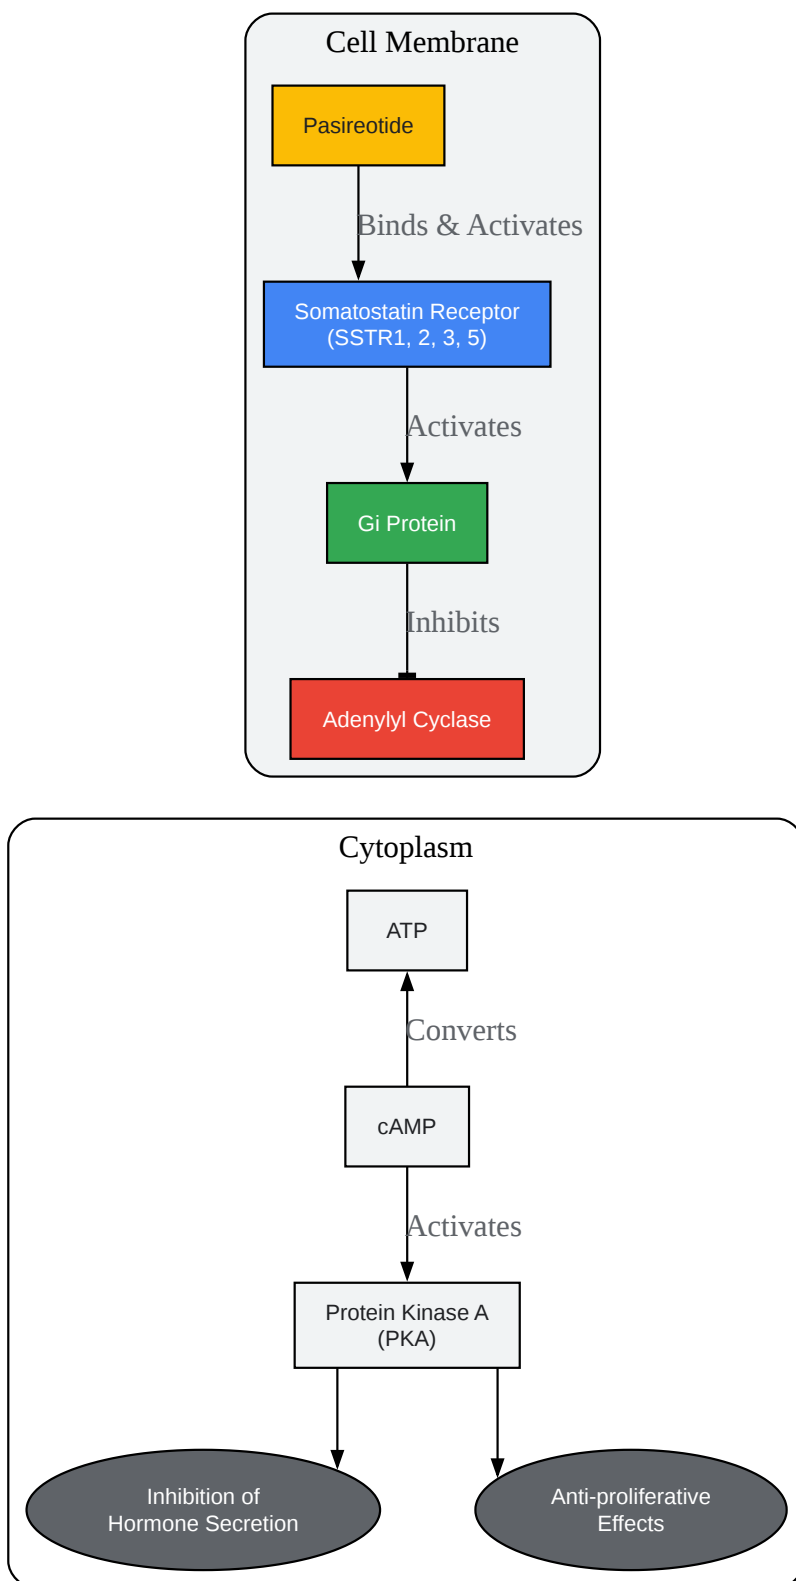 Cell Membrane
Pasireotide
Binds & Activates
Somatostatin Receptor
(SSTR1, 2, 3, 5)
Activates
Gi Protein
Inhibits
Adenylyl Cyclase
Cytoplasm
ATP
Converts
cAMP
Activates
Protein Kinase A
(PKA)
Inhibition of
Hormone Secretion
Anti-proliferative
Effects